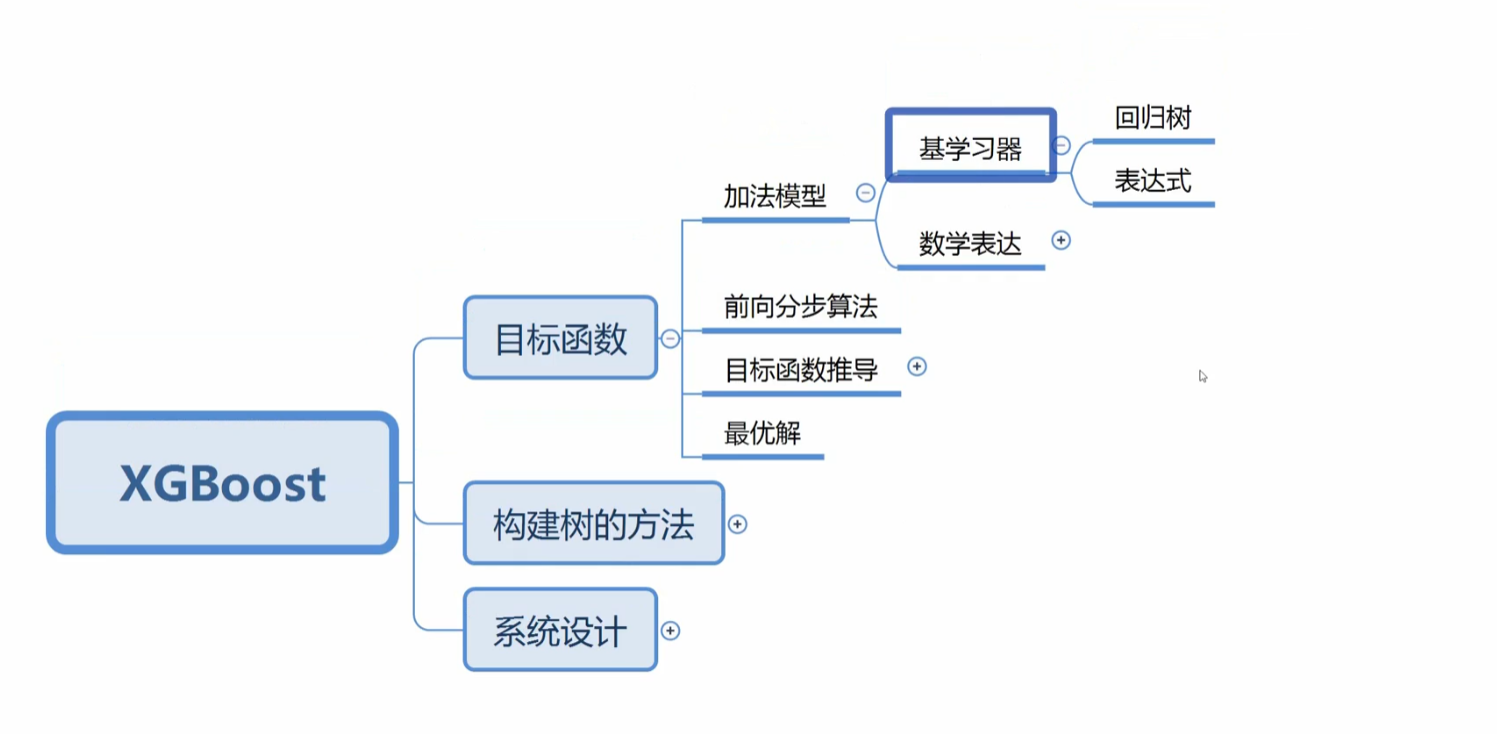 回归树
基学习器
表达式
加法模型
数学表达
前向分步算法
目标函数
目标函数推导
最优解
XGBoost
构建树的方法
系统设计